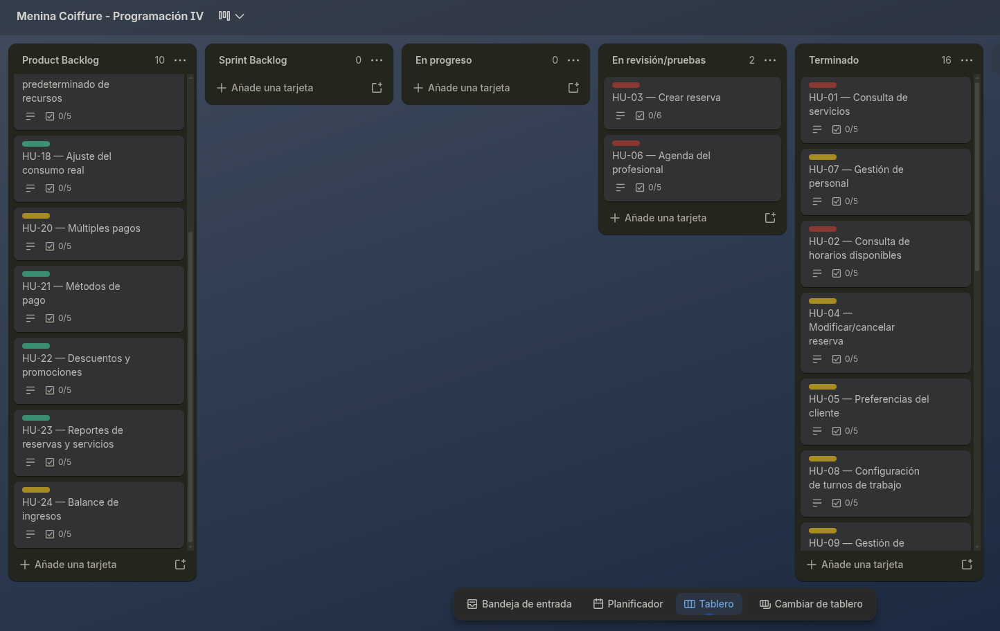 Menina Coiffure - Programación IV
Product Backlog 10
predeterminado de
recursos
0/5
HU-18 — Ajuste del
consumo real
0/5
HU-20 — Múltiples pagos
0/5
HU-21 — Métodos de
pago
0/5
HU-22 — Descuentos y
promociones
0/5
HU-23 — Reportes de
reservas y servicios
0/5
HU-24 — Balance de
ingresos
0/5
Añade una tarjeta
Sprint Backlog 0
Añade una tarjeta
En progreso 0
Añade una tarjeta
En revisión/pruebas 2
HU-03 — Crear reserva
0/6
HU-06 — Agenda del
profesional
0/5
Añade una tarjeta
Terminado 16
HU-01 — Consulta de
servicios
0/5
HU-07 — Gestión de
personal
0/5
HU-02 — Consulta de
horarios disponibles
0/5
HU-04 —
Modificar/cancelar
reserva
0/5
HU-05 — Preferencias del
cliente
0/5
HU-08 — Configuración
de turnos de trabajo
0/5
HU-09 — Gestión de
Añade una tarjeta
Bandeja de entrada
Planificador
Tablero
Cambiar de tablero